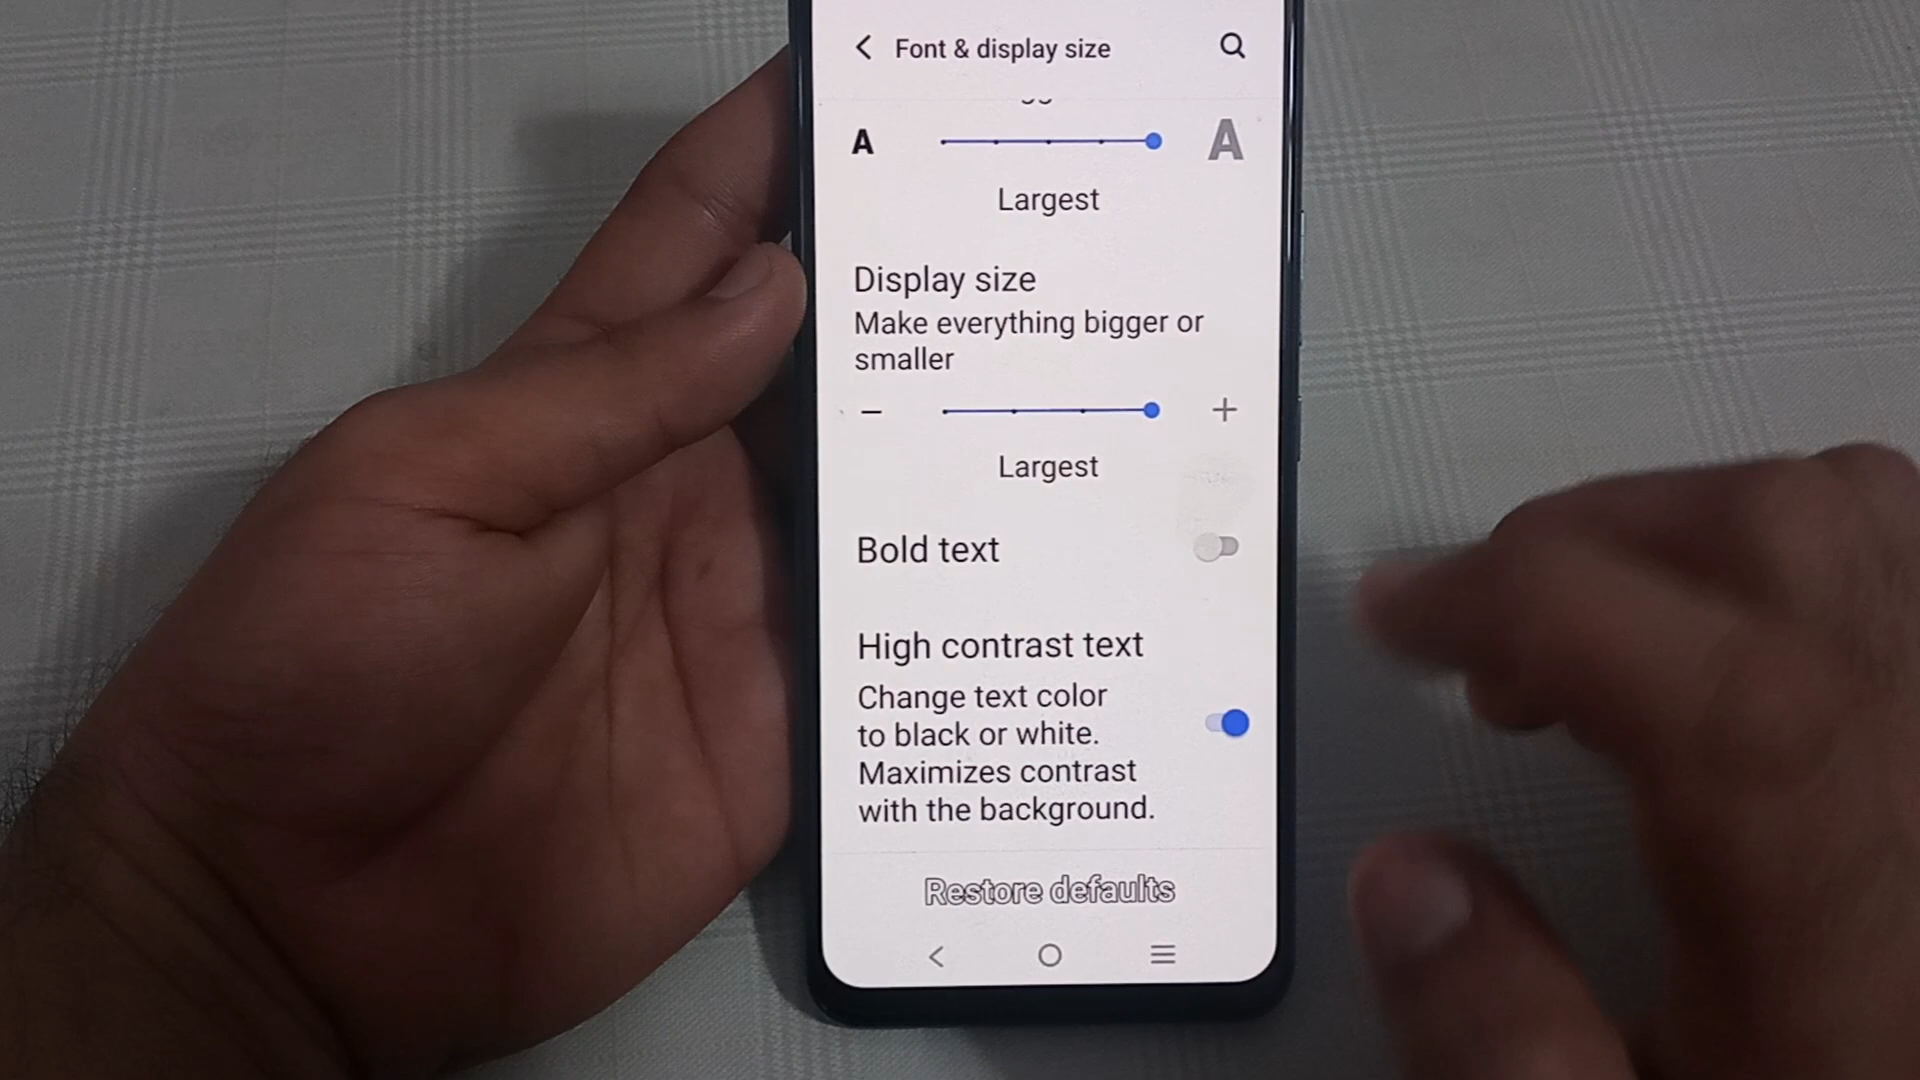 Font & display size
A A
Largest
Display size
Make everything bigger or
smaller
Largest
Bold text
High contrast text
Change text color
to black or white.
Maximizes contrast
with the background.
Restore defaults